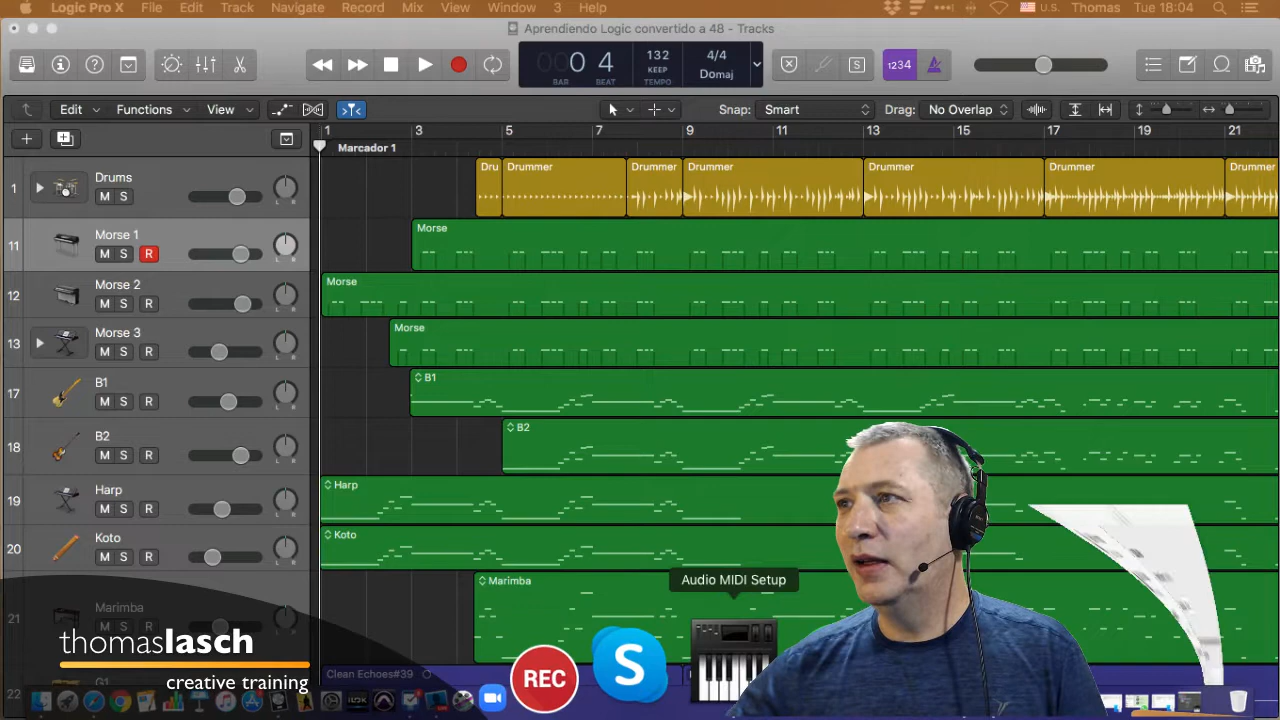 Logic Pro X File Edit Track Navigate Record Mix View Window 3 Help U.S. Thomas Tue 18:04
Aprendiendo Logic convertido a 48 - Tracks
0 4 132 4/4
KEEP Domaj
BAR BEAT TEMPO
S 1234
Edit Functions View Snap: Smart Drag: No Overlap
1 3 5 7 9 11 13 15 17 19 21
Marcador 1
1 Drums M S L R
Dru Drummer Drummer Drummer Drummer Drummer Drummer
11 Morse 1 M S R L R
Morse
12 Morse 2 M S R L R
Morse
13 Morse 3 M S R L R
Morse
17 B1 M S R L R
B1
18 B2 M S R L R
B2
19 Harp M S R L R
Harp
20 Koto M S R L R
Koto
21 Marimba
Marimba
Audio MIDI Setup
thomaslasch
creative training
REC
S
22 G1
Clean Echoes#39